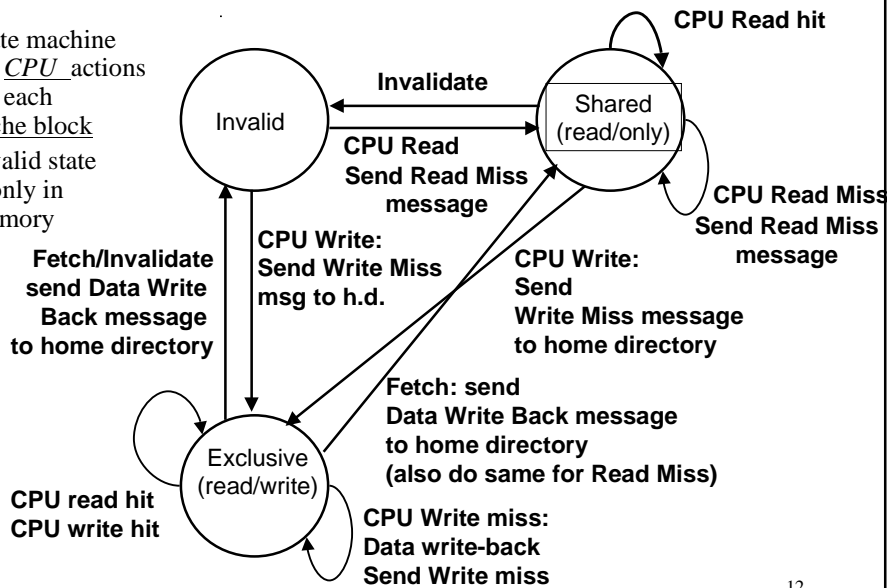 te machine
CPU actions
each
che block
valid state
only in
mory
CPU Read hit
Invalidate
Invalid
Shared
(read/only)
CPU Read
Send Read Miss
message
CPU Read Miss
Send Read Miss
message
Fetch/Invalidate
send Data Write
Back message
to home directory
CPU Write:
Send Write Miss
msg to h.d.
CPU Write:
Send
Write Miss message
to home directory
Fetch: send
Data Write Back message
to home directory
(also do same for Read Miss)
Exclusive
(read/write)
CPU read hit
CPU write hit
CPU Write miss:
Data write-back
Send Write miss
12